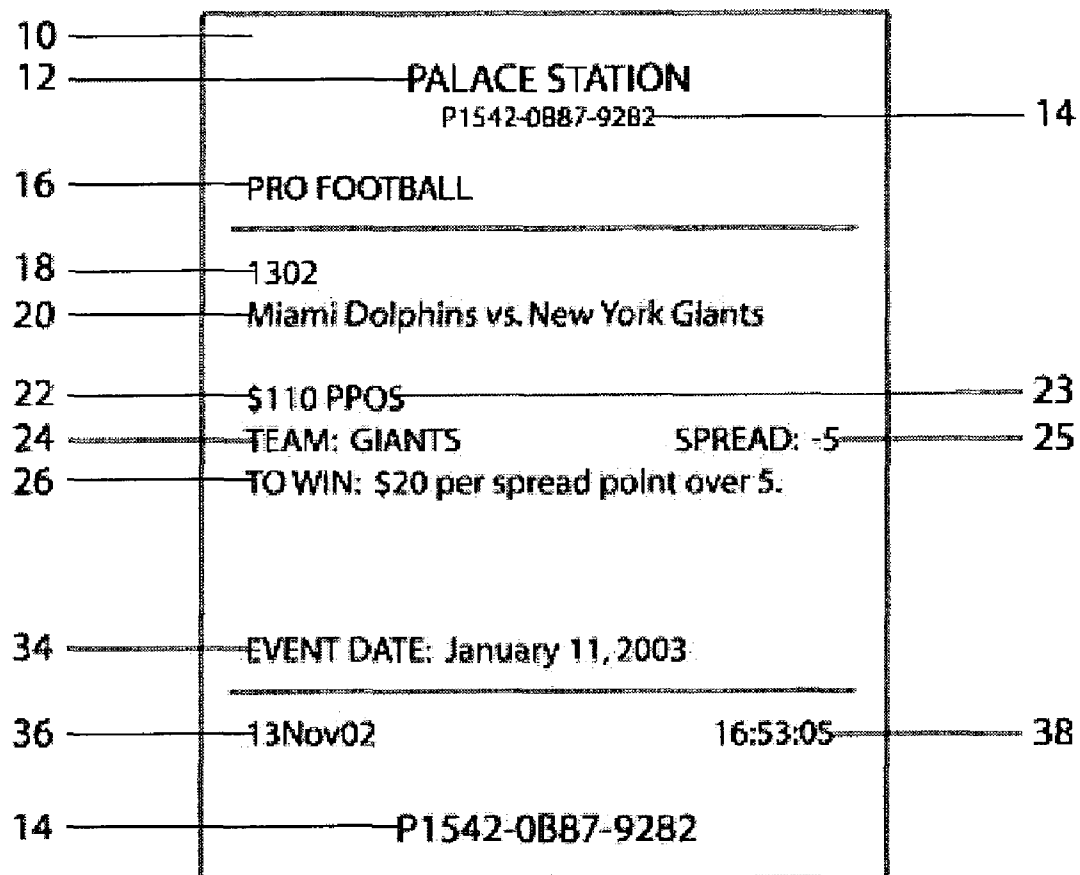 10
12 PALACE STATION
P1542-0B87-9282 14
16 PRO FOOTBALL
18 1302
20 Miami Dolphins vs. New York Giants
22 $110 PPOS 23
24 TEAM: GIANTS SPREAD: -5 25
26 TO WIN: $20 per spread point over 5.
34 EVENT DATE: January 11, 2003
36 13Nov02 16:53:05 38
14 P1542-0B87-9282